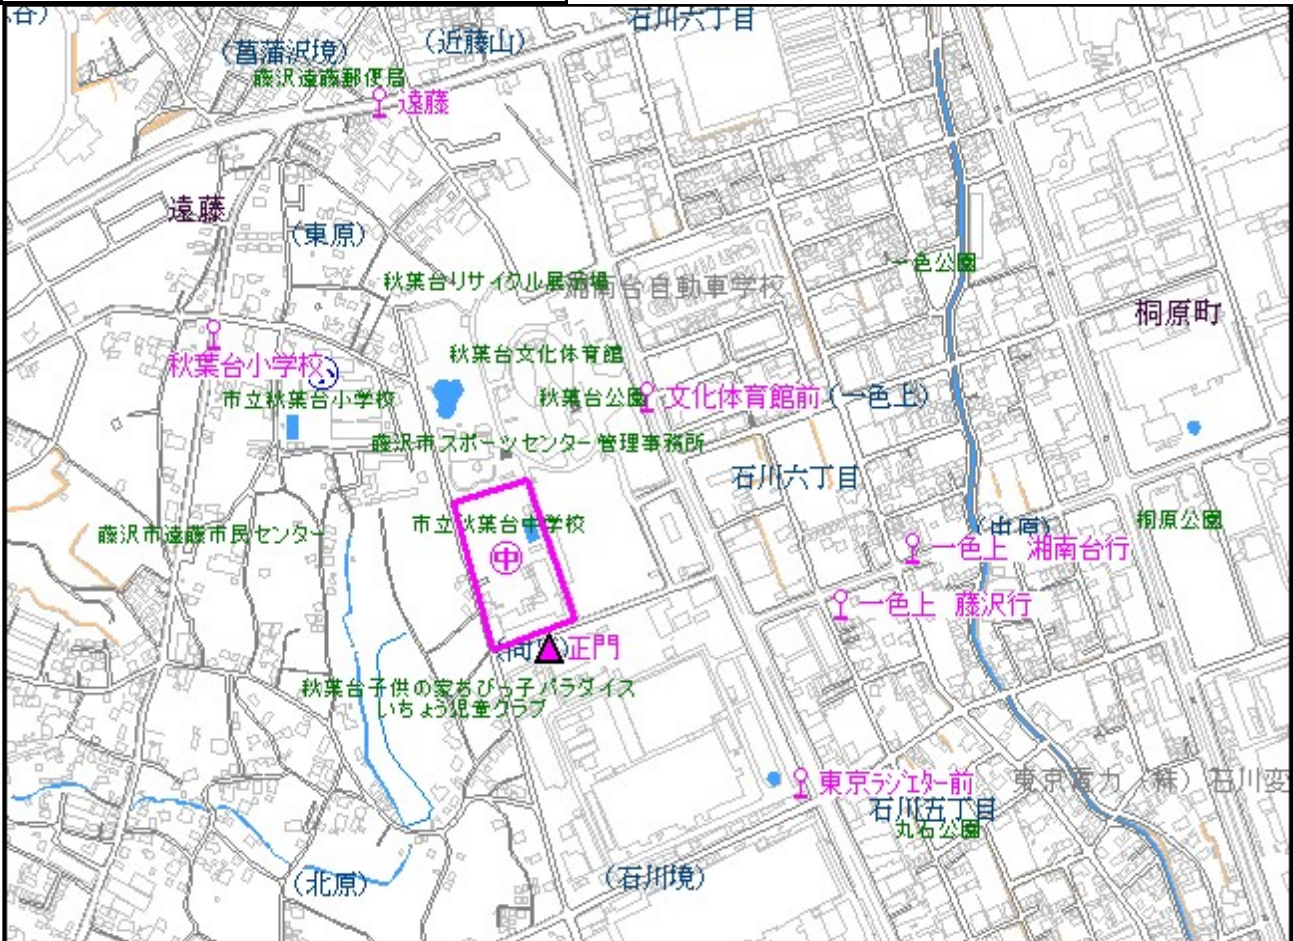 石川六丁目
(近藤山)
(菖蒲沢境)
藤沢遠藤郵便局
遠藤
遠藤
(東原)
一色公園
秋葉台リサイクル展示場
湘南台自動車学校
桐原町
秋葉台文化体育館
秋葉台小学校
市立秋葉台小学校
秋葉台公園
文化体育館前
(一色上)
藤沢市スポーツセンター管理事務所
石川六丁目
市立秋葉台中学校
藤沢市遠藤市民センター
桐原公園
一色上 湘南台行
中
一色上 藤沢行
正門
秋葉台子供の家ちびっ子パラダイス
いちょう児童クラブ
東京ラジエター前
東京電力(株)石川変
石川五丁目
丸石公園
(北原)
(石川境)